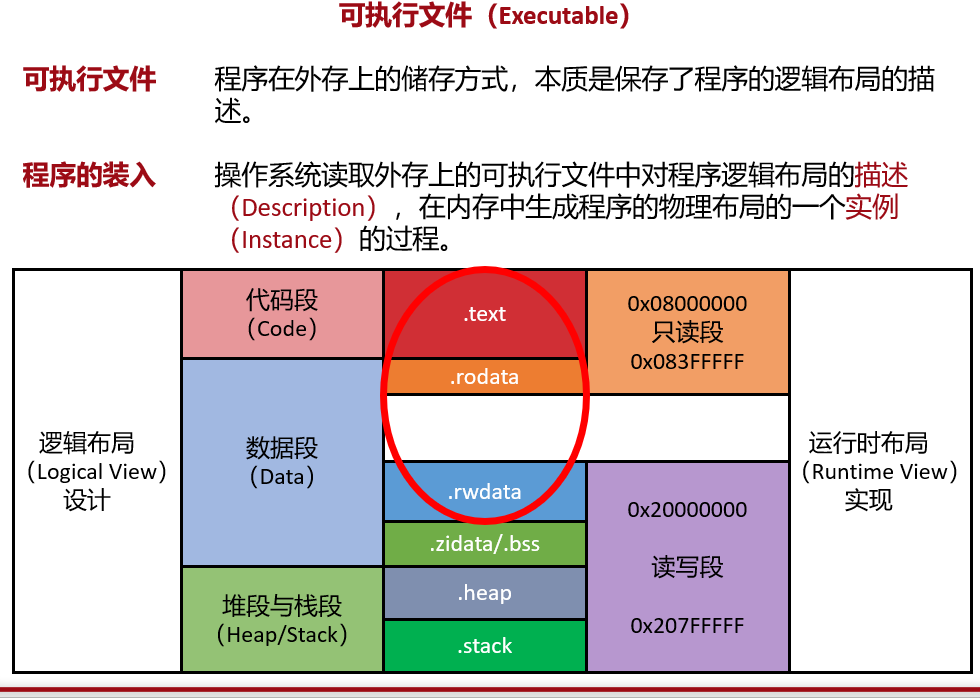 可执行文件（Executable）
可执行文件
程序在外存上的储存方式，本质是保存了程序的逻辑布局的描
述。
程序的装入
操作系统读取外存上的可执行文件中对程序逻辑布局的描述
（Description），在内存中生成程序的物理布局的一个实例
（Instance）的过程。
逻辑布局
（Logical View）
设计
代码段
（Code）
数据段
（Data）
堆段与栈段
（Heap/Stack）
.text
.rodata
.rwdata
.zidata/.bss
.heap
.stack
0x08000000
只读段
0x083FFFFF
0x20000000
读写段
0x207FFFFF
运行时布局
（Runtime View）
实现